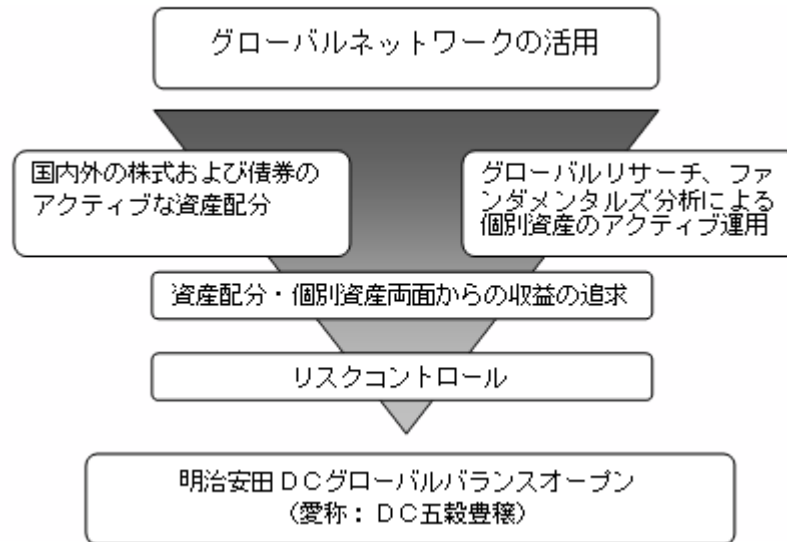 グローバルネットワークの活用
国内外の株式および債券の
アクティブな資産配分
グローバルリサーチ、ファ
ンダメンタルズ分析による
個別資産のアクティブ運用
資産配分・個別資産両面からの収益の追求
リスクコントロール
明治安田ＤＣグローバルバランスオープン
（愛称：ＤＣ五穀豊穣）